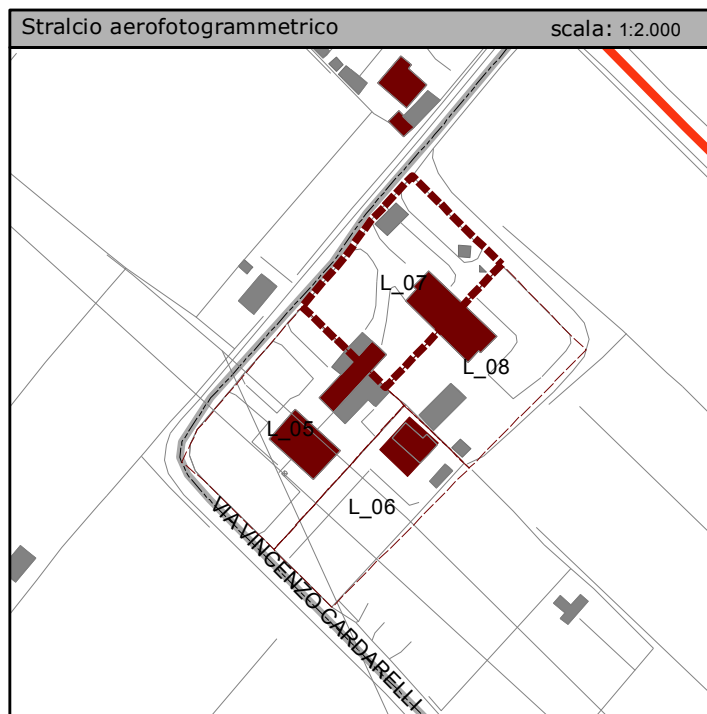 Stralcio aerofotogrammetrico scala: 1:2.000
L_07
L_08
L_05
L_06
VIA VINCENZO CARDARELLI